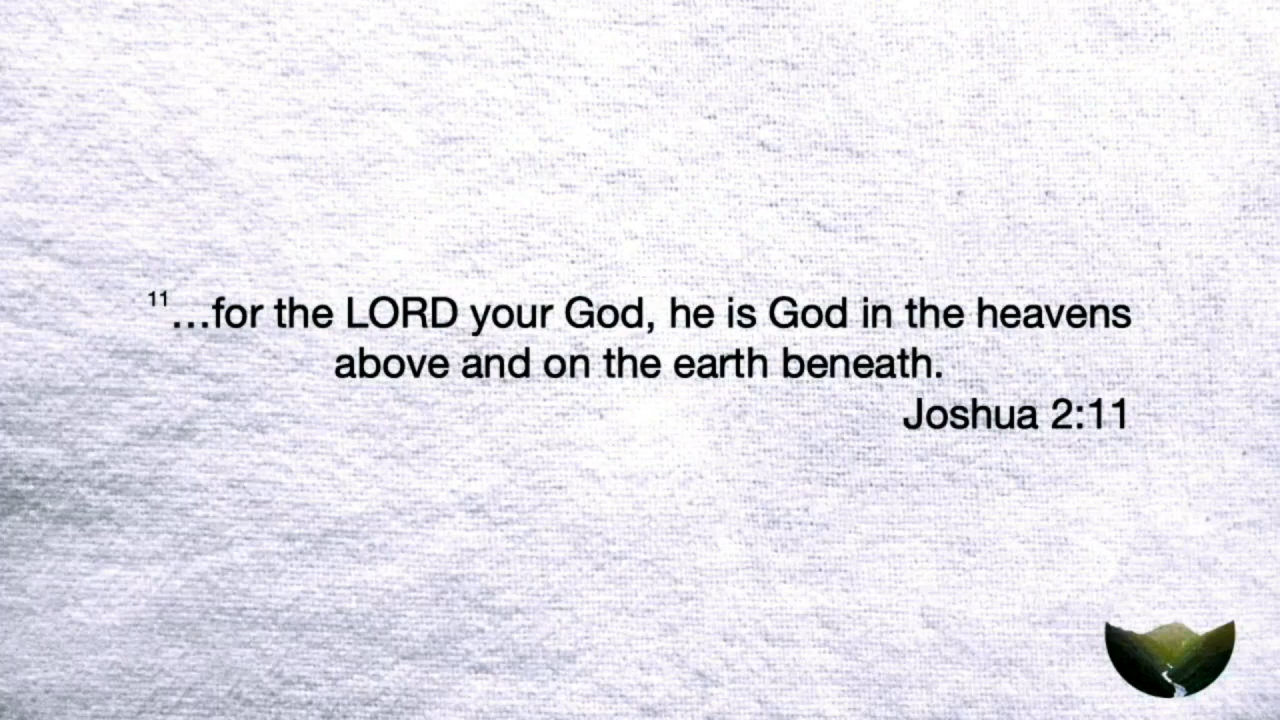 11…for the LORD your God, he is God in the heavens
above and on the earth beneath.
Joshua 2:11